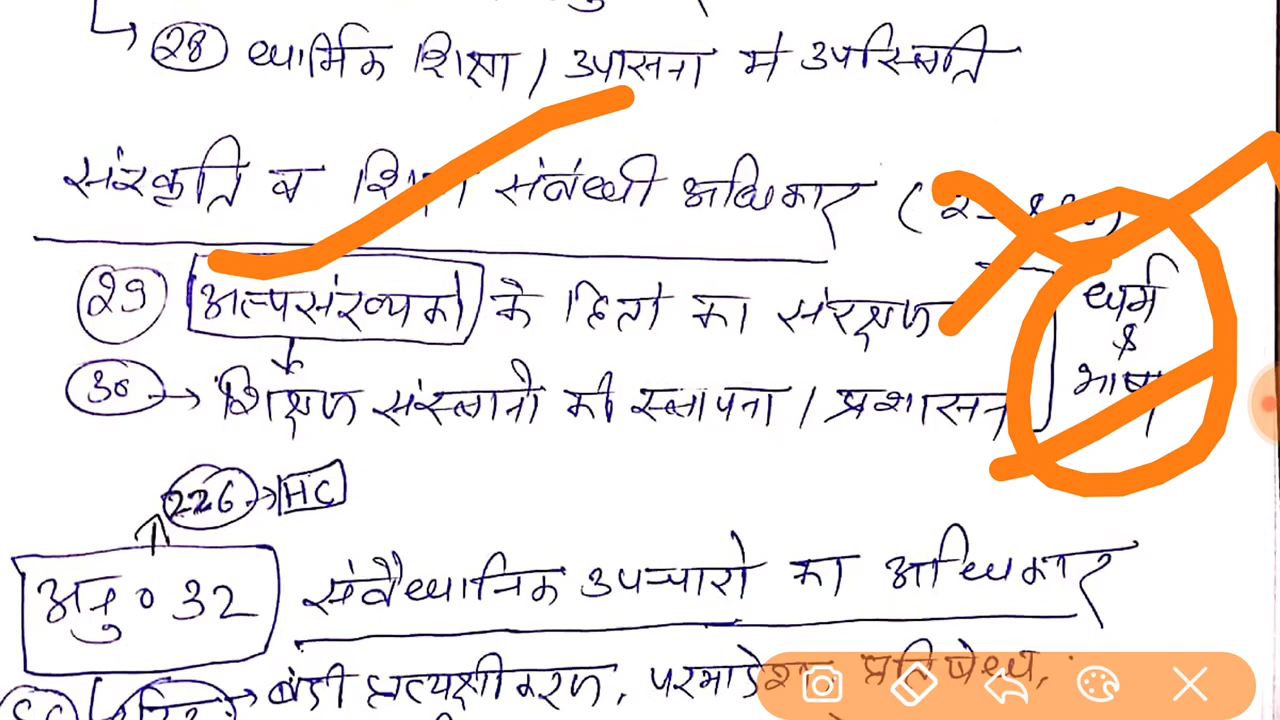 28 धार्मिक शिक्षा / उपासना में उपस्थिति
संस्कृति व संबंधी अधिकार
29 अल्पसंख्यकों के हितों का संरक्षण
धर्म & भाषा
30 → शिक्षण संस्थानों की स्थापना / प्रशासन
226 → HC
अनु० 32 संवैधानिक उपचारों का अधिकार
बंदी प्रत्यक्षीकरण, परमादेश, प्रतिषेध,